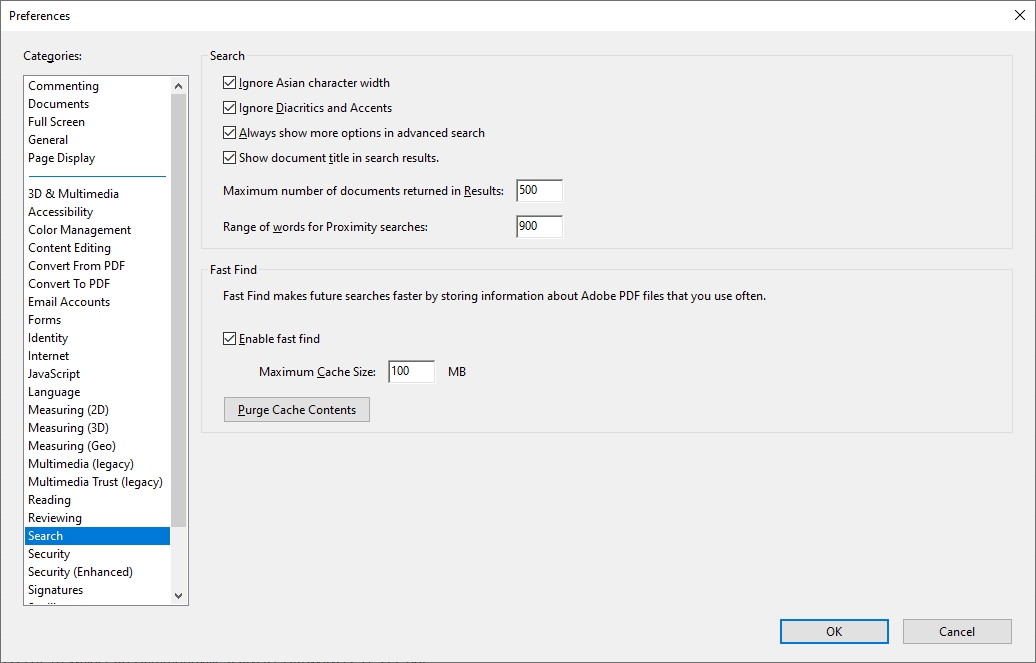 Preferences
Categories:
Commenting
Documents
Full Screen
General
Page Display
3D & Multimedia
Accessibility
Color Management
Content Editing
Convert From PDF
Convert To PDF
Email Accounts
Forms
Identity
Internet
JavaScript
Language
Measuring (2D)
Measuring (3D)
Measuring (Geo)
Multimedia (legacy)
Multimedia Trust (legacy)
Reading
Reviewing
Search
Security
Security (Enhanced)
Signatures
Search
Ignore Asian character width
Ignore Diacritics and Accents
Always show more options in advanced search
Show document title in search results.
Maximum number of documents returned in Results: 500
Range of words for Proximity searches: 900
Fast Find
Fast Find makes future searches faster by storing information about Adobe PDF files that you use often.
Enable fast find
Maximum Cache Size: 100 MB
Purge Cache Contents
OK Cancel